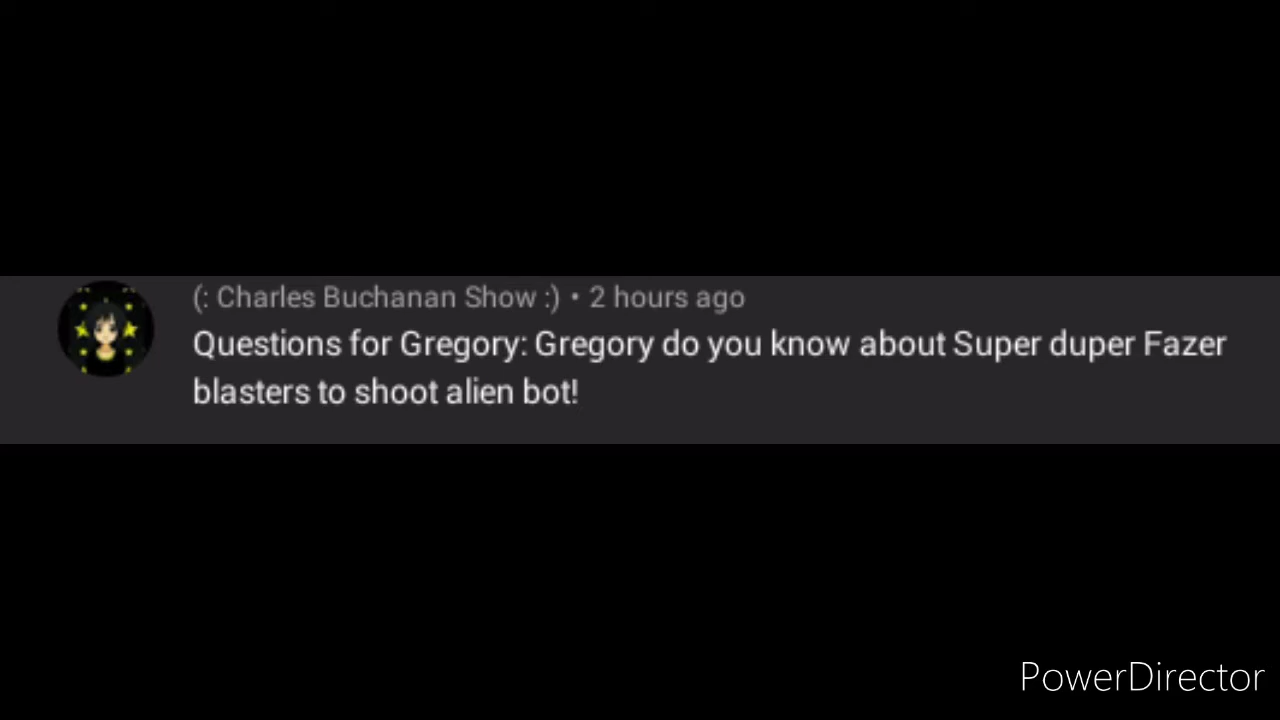 (: Charles Buchanan Show :) • 2 hours ago
Questions for Gregory: Gregory do you know about Super duper Fazer
blasters to shoot alien bot!
PowerDirector